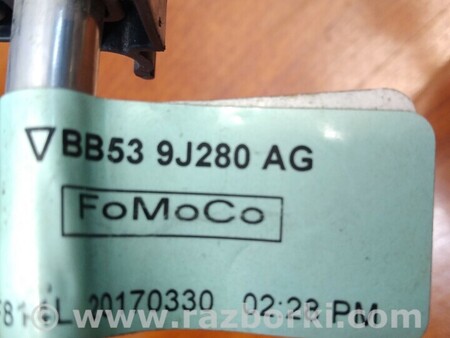 ▽BB53 9J280 AG
FoMoCo
20170330 02:23 PM
www.razborki.com